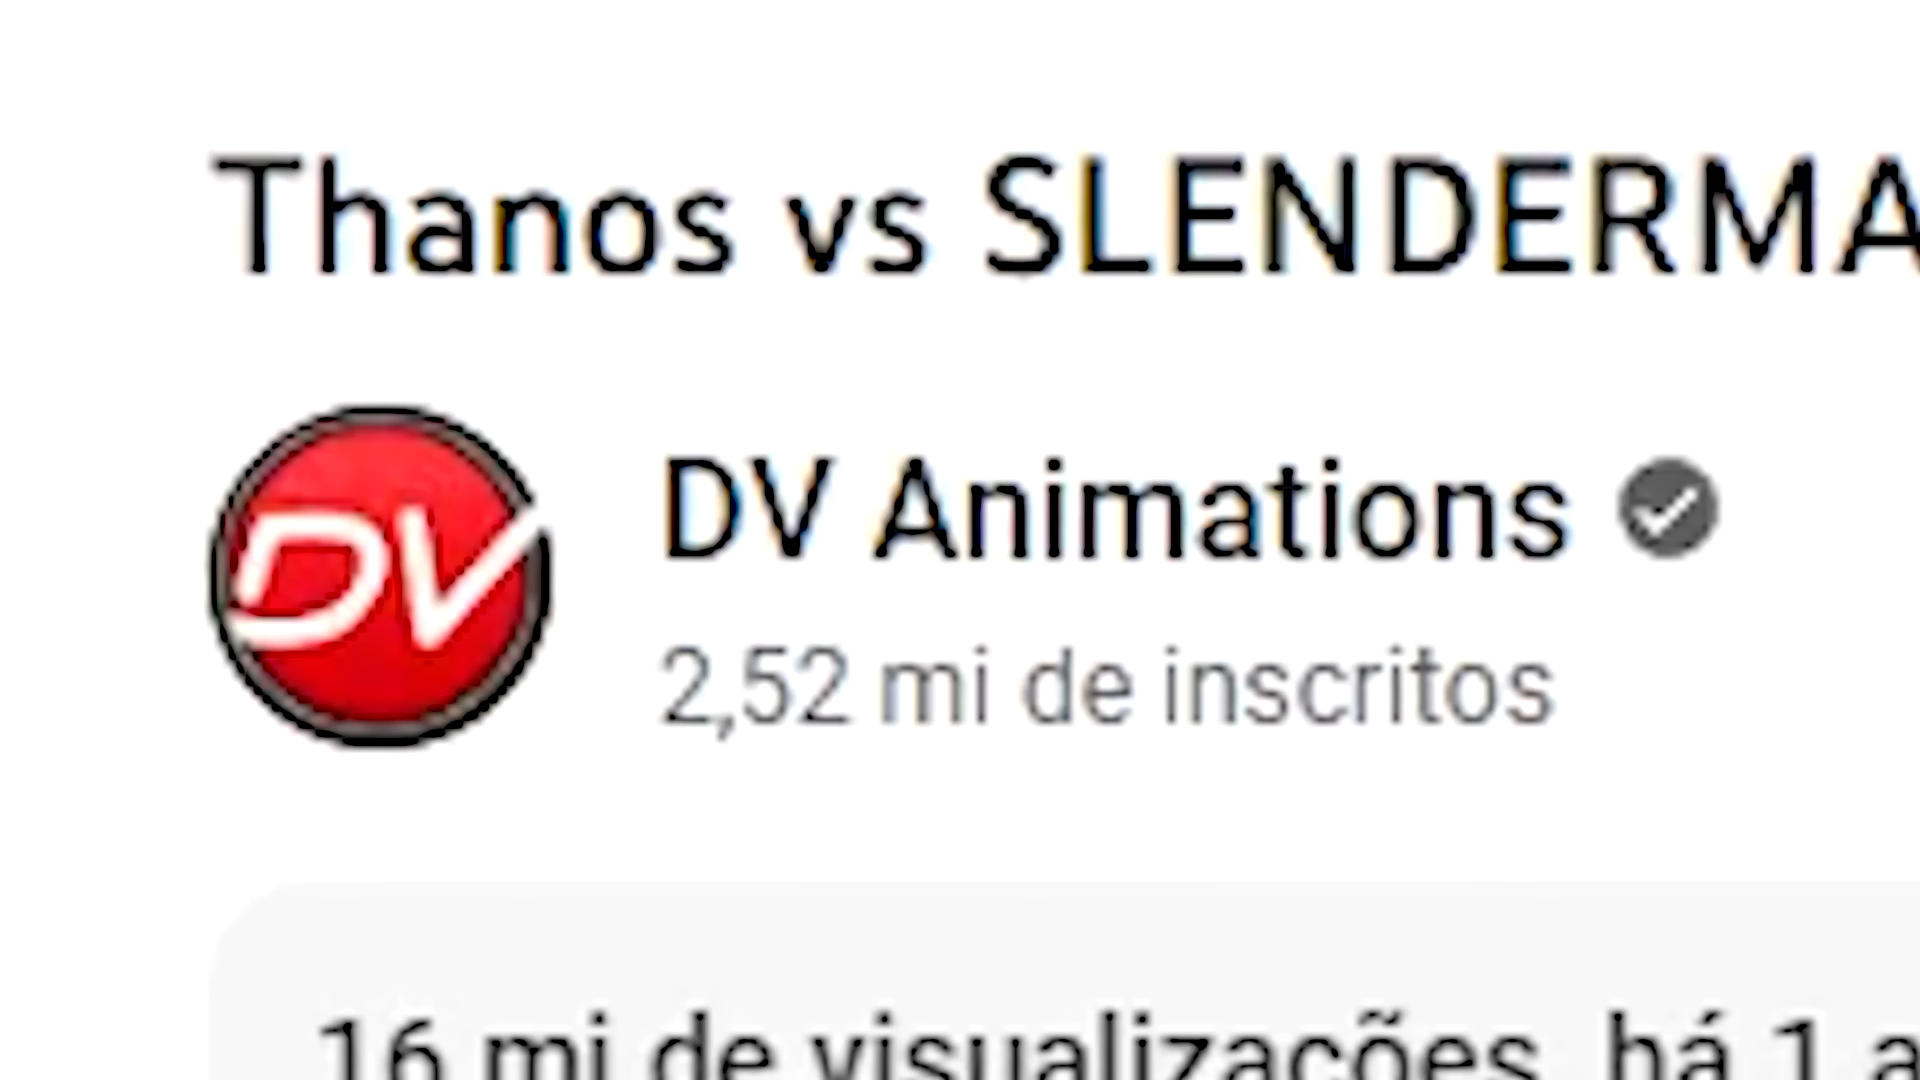 Thanos vs SLENDERMA
DV
DV Animations
2,52 mi de inscritos
16 mi de visualizações há 1 a